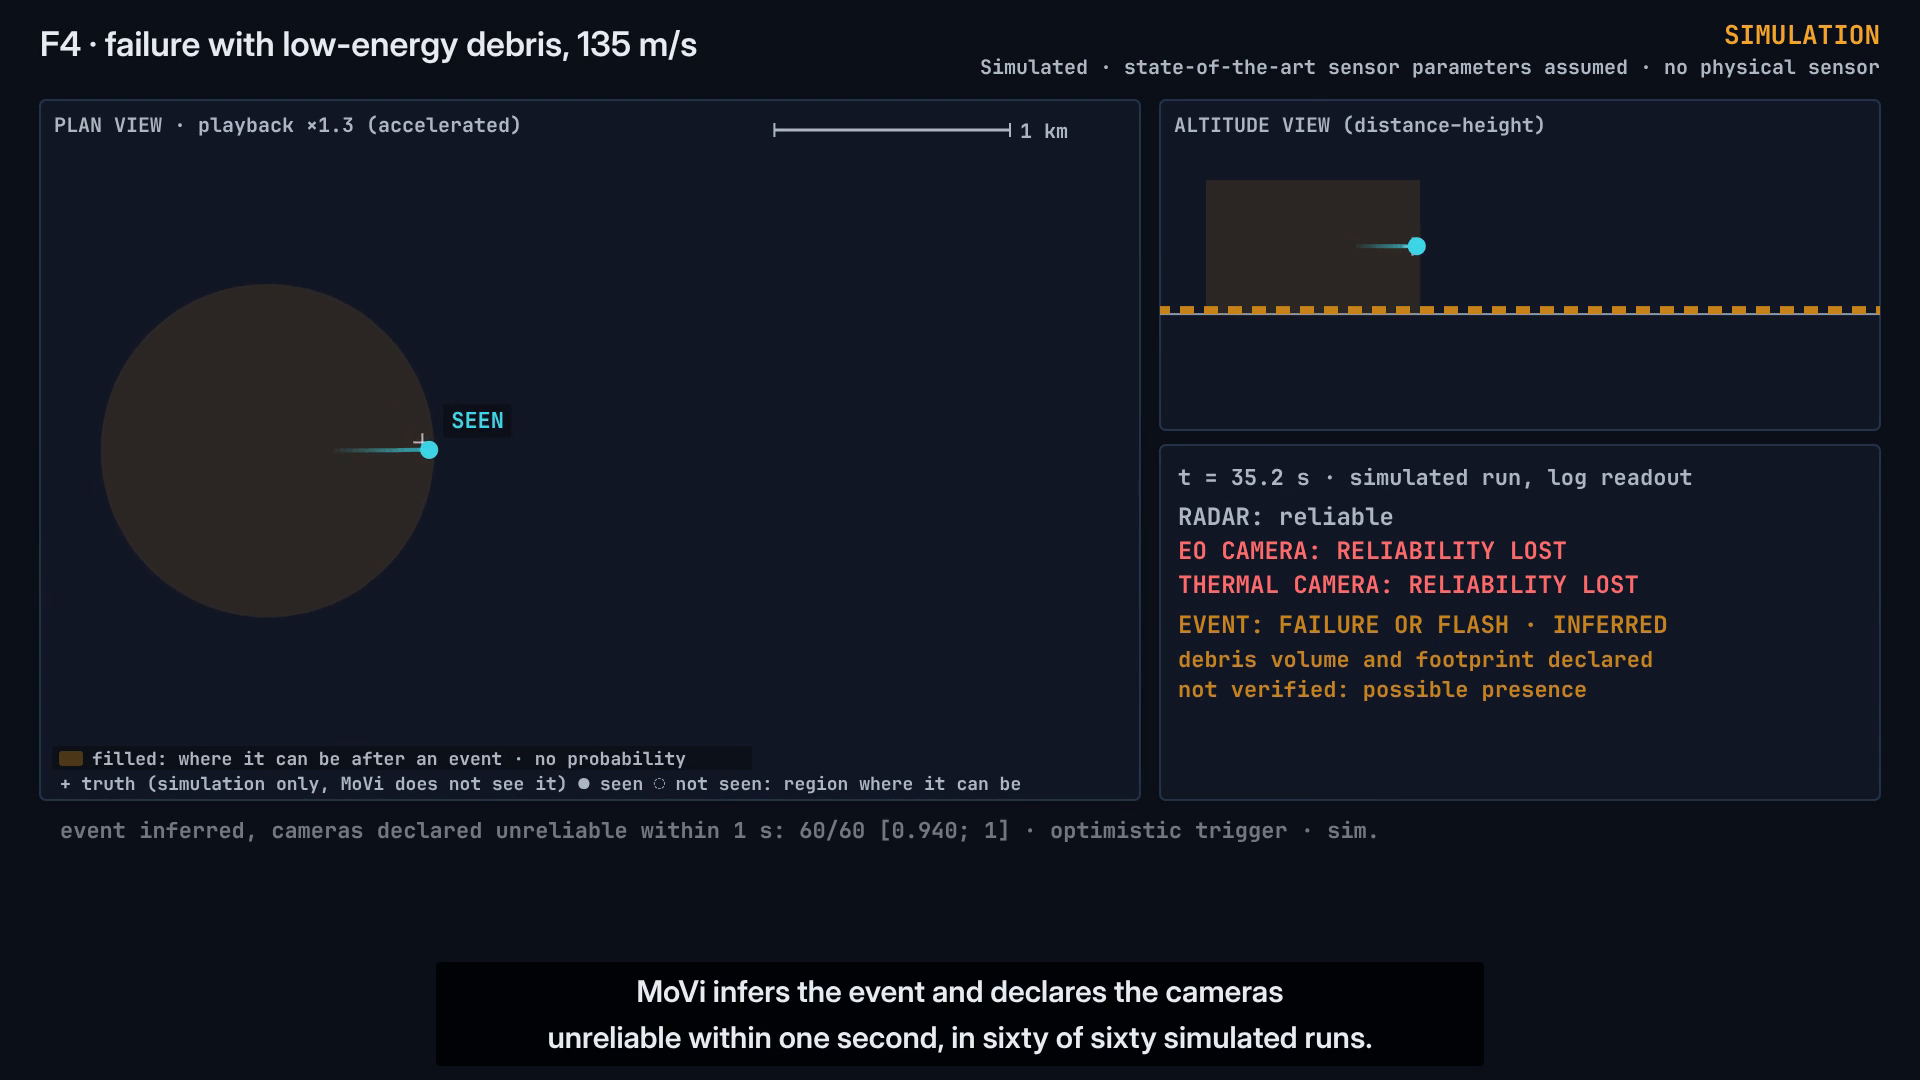 F4 · failure with low-energy debris, 135 m/s
SIMULATION
Simulated · state-of-the-art sensor parameters assumed · no physical sensor
PLAN VIEW · playback ×1.3 (accelerated)
1 km
SEEN
filled: where it can be after an event · no probability
+ truth (simulation only, MoVi does not see it) ● seen ◌ not seen: region where it can be
ALTITUDE VIEW (distance-height)
t = 35.2 s · simulated run, log readout
RADAR: reliable
EO CAMERA: RELIABILITY LOST
THERMAL CAMERA: RELIABILITY LOST
EVENT: FAILURE OR FLASH · INFERRED
debris volume and footprint declared
not verified: possible presence
event inferred, cameras declared unreliable within 1 s: 60/60 [0.940; 1] · optimistic trigger · sim.
MoVi infers the event and declares the cameras
unreliable within one second, in sixty of sixty simulated runs.